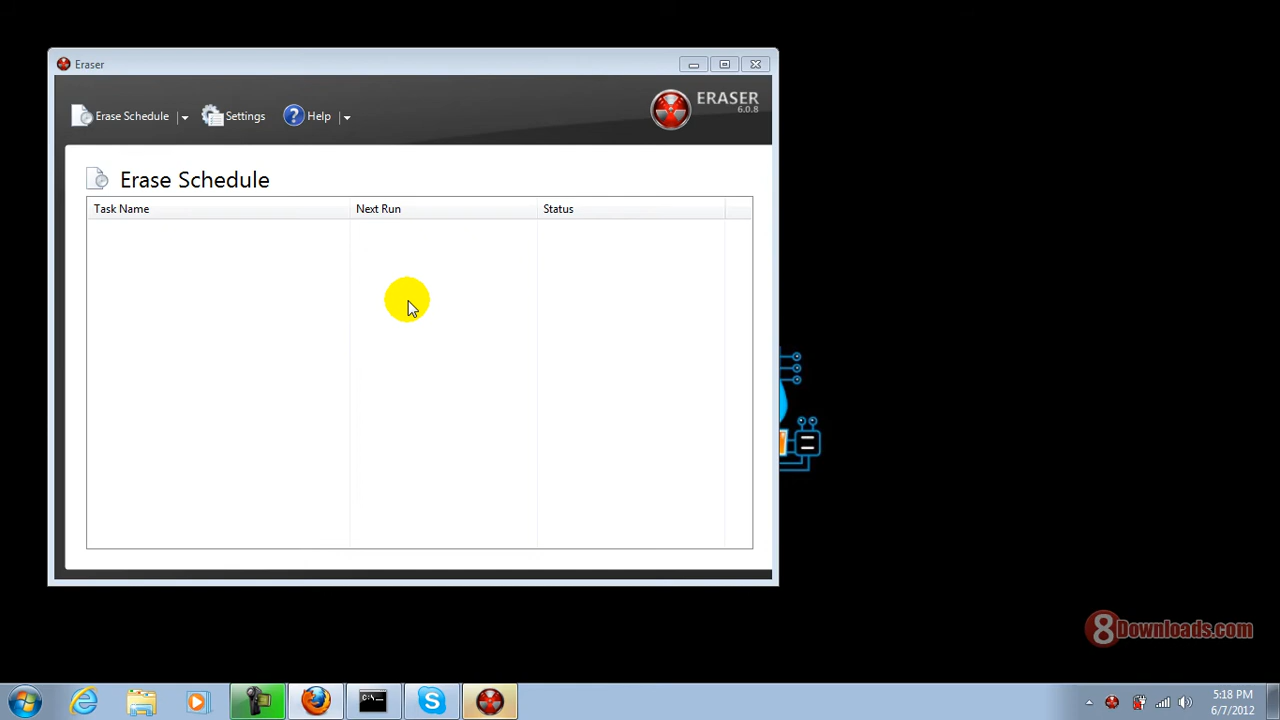 Eraser
ERASER
6.0.8
Erase Schedule
Settings
? Help
Erase Schedule
Task Name
Next Run
Status
8Downloads.com
C:\
5:18 PM
6/7/2012